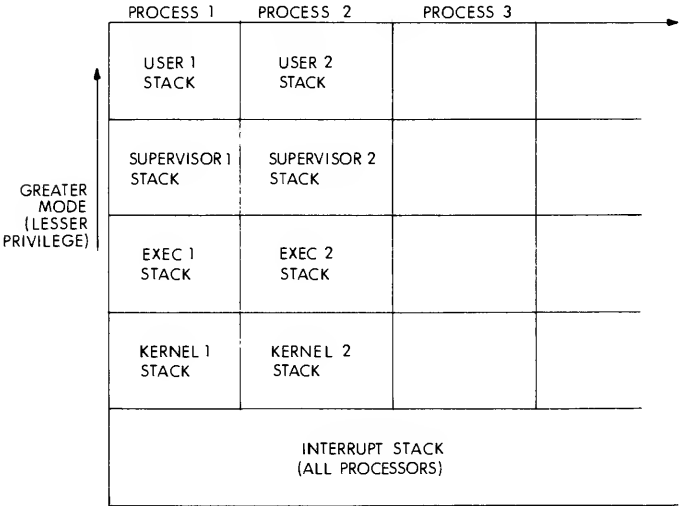 PROCESS 1 PROCESS 2 PROCESS 3
USER 1
STACK
USER 2
STACK
SUPERVISOR 1
STACK
SUPERVISOR 2
STACK
GREATER
MODE
(LESSER
PRIVILEGE)
EXEC 1
STACK
EXEC 2
STACK
KERNEL 1
STACK
KERNEL 2
STACK
INTERRUPT STACK
(ALL PROCESSORS)